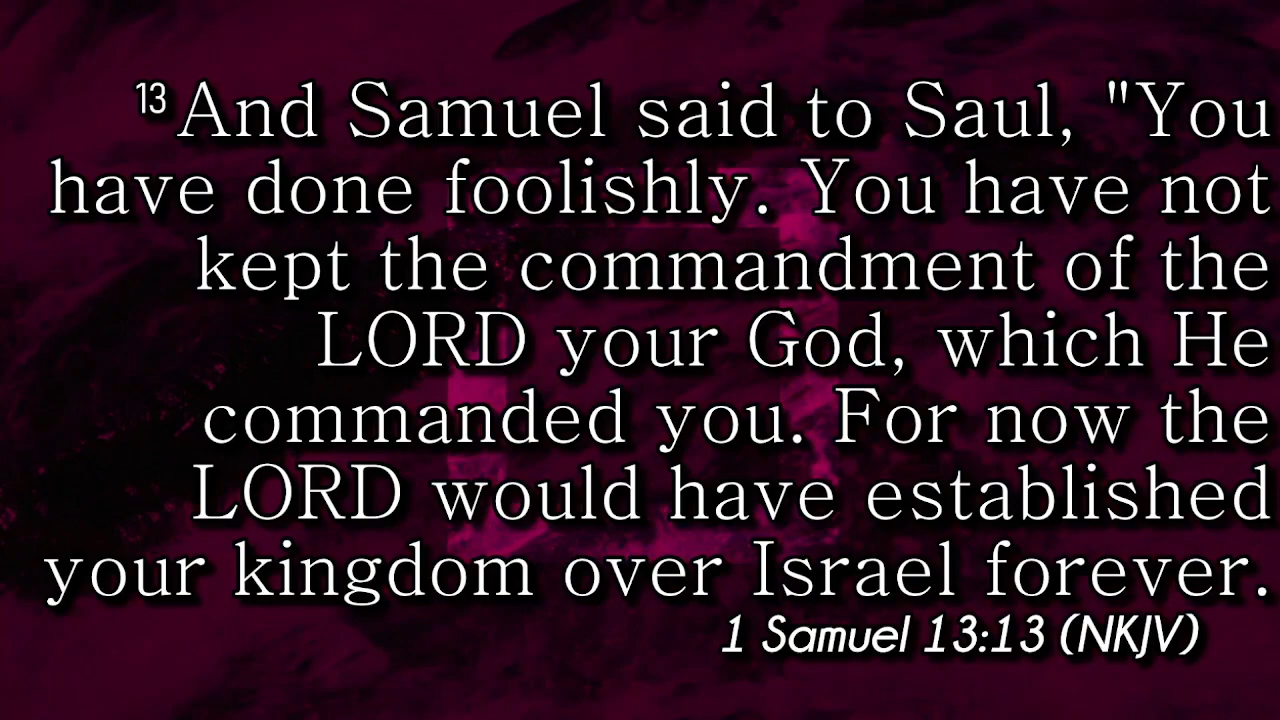 13 And Samuel said to Saul, "You
have done foolishly. You have not
kept the commandment of the
LORD your God, which He
commanded you. For now the
LORD would have established
your kingdom over Israel forever.
1 Samuel 13:13 (NKJV)